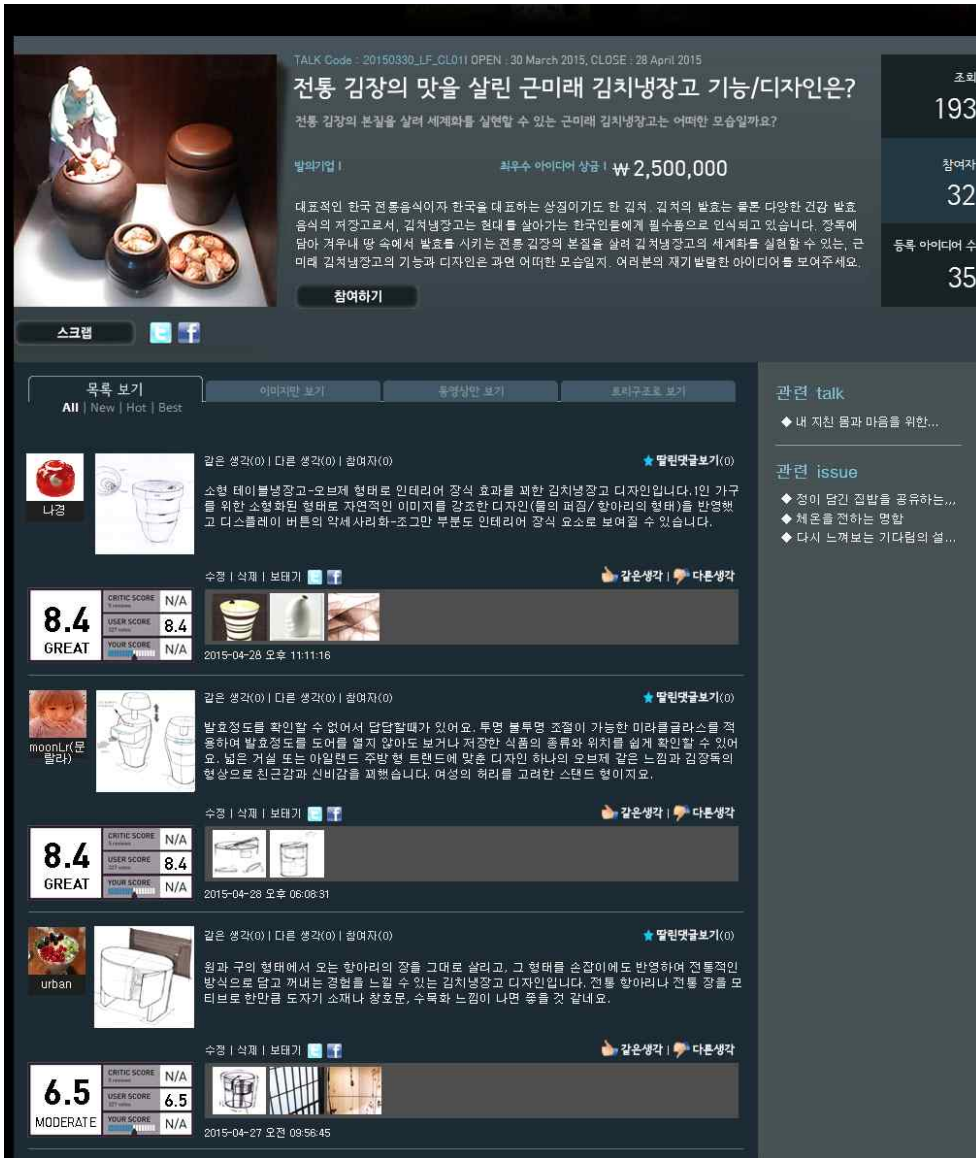 TALK Code : 20150330_LF_CL01I OPEN : 30 March 2015, CLOSE : 28 April 2015
전통 김장의 맛을 살린 근미래 김치냉장고 기능/디자인은?
전통 김장의 본질을 살려 세계화를 실현할 수 있는 근미래 김치냉장고는 어떠한 모습일까요?
발의기업 I
최우수 아이디어 상금 I ₩ 2,500,000
대표적인 한국 전통음식이자 한국을 대표하는 상징이기도 한 김치. 김치의 발효는 물론 다양한 건강 발효
음식의 저장고로서, 김치냉장고는 현대를 살아가는 한국인들에게 필수품으로 인식되고 있습니다. 장독에
담아 겨우내 땅 속에서 발효를 시키는 전통 김장의 본질을 살려 김치냉장고의 세계화를 실현할 수 있는, 근
미래 김치냉장고의 기능과 디자인은 과연 어떠한 모습일지. 여러분의 재기발랄한 아이디어를 보여주세요.
참여하기
조회
193
참여자
32
등록 아이디어 수
35
스크랩
목록 보기
All | New | Hot | Best
이미지만 보기
동영상만 보기
트리구조로 보기
나경
같은 생각(0) | 다른 생각(0) | 참여자(0)
딸린댓글보기(0)
소형 테이블냉장고-오브제 형태로 인테리어 장식 효과를 꾀한 김치냉장고 디자인입니다.1인 가구
를 위한 소형화된 형태로 자연적인 이미지를 강조한 디자인(물의 퍼짐/ 항아리의 형태)을 반영했
고 디스플레이 버튼의 악세사리화-조그만 부분도 인테리어 장식 요소로 보여질 수 있습니다.
수정 | 삭제 | 보태기
같은생각 | 다른생각
8.4
GREAT
CRITIC SCORE N/A
USER SCORE 8.4
YOUR SCORE N/A
2015-04-28 오후 11:11:16
moonLr(문
랄라)
같은 생각(0) | 다른 생각(0) | 참여자(0)
딸린댓글보기(0)
발효정도를 확인할 수 없어서 답답할때가 있어요. 투명 불투명 조절이 가능한 미라클글라스를 적
용하여 발효정도를 도어를 열지 않아도 보거나 저장한 식품의 종류와 위치를 쉽게 확인할 수 있어
요. 넓은 거실 또는 아일랜드 주방 형 트랜드에 맞춘 디자인 하나의 오브제 같은 느낌과 김장독의
형상으로 친근감과 신비감을 꾀했습니다. 여성의 허리를 고려한 스탠드 형이지요.
수정 | 삭제 | 보태기
같은생각 | 다른생각
8.4
GREAT
CRITIC SCORE N/A
USER SCORE 8.4
YOUR SCORE N/A
2015-04-28 오후 06:08:31
urban
같은 생각(0) | 다른 생각(0) | 참여자(0)
딸린댓글보기(0)
원과 구의 형태에서 오는 항아리의 장을 그대로 살리고, 그 형태를 손잡이에도 반영하여 전통적인
방식으로 담고 꺼내는 경험을 느낄 수 있는 김치냉장고 디자인입니다. 전통 항아리나 전통 장을 모
티브로 한만큼 도자기 소재나 창호문, 수묵화 느낌이 나면 좋을 것 같네요.
수정 | 삭제 | 보태기
같은생각 | 다른생각
6.5
MODERATE
CRITIC SCORE N/A
USER SCORE 6.5
YOUR SCORE N/A
2015-04-27 오전 09:56:45
관련 talk
◆ 내 지친 몸과 마음을 위한...
관련 issue
◆ 정이 담긴 집밥을 공유하는,,,
◆ 체온을 전하는 명함
◆ 다시 느껴보는 기다림의 설...